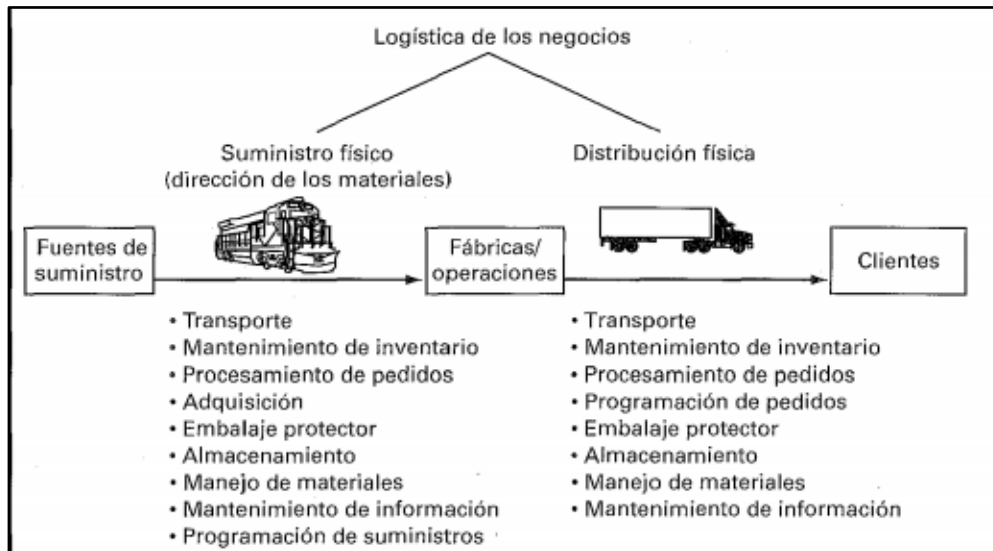 Logística de los negocios
Suministro físico
(dirección de los materiales)
Distribución física
Fuentes de
suministro
Fábricas/
operaciones
Clientes
• Transporte
• Mantenimiento de inventario
• Procesamiento de pedidos
• Adquisición
• Embalaje protector
• Almacenamiento
• Manejo de materiales
• Mantenimiento de información
• Programación de suministros
• Transporte
• Mantenimiento de inventario
• Procesamiento de pedidos
• Programación de pedidos
• Embalaje protector
• Almacenamiento
• Manejo de materiales
• Mantenimiento de información